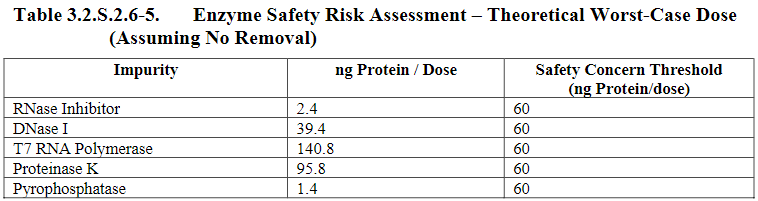 Table 3.2.S.2.6-5. Enzyme Safety Risk Assessment – Theoretical Worst-Case Dose
(Assuming No Removal)
Impurity ng Protein / Dose Safety Concern Threshold
(ng Protein/dose)
RNase Inhibitor 2.4 60
DNase I 39.4 60
T7 RNA Polymerase 140.8 60
Proteinase K 95.8 60
Pyrophosphatase 1.4 60